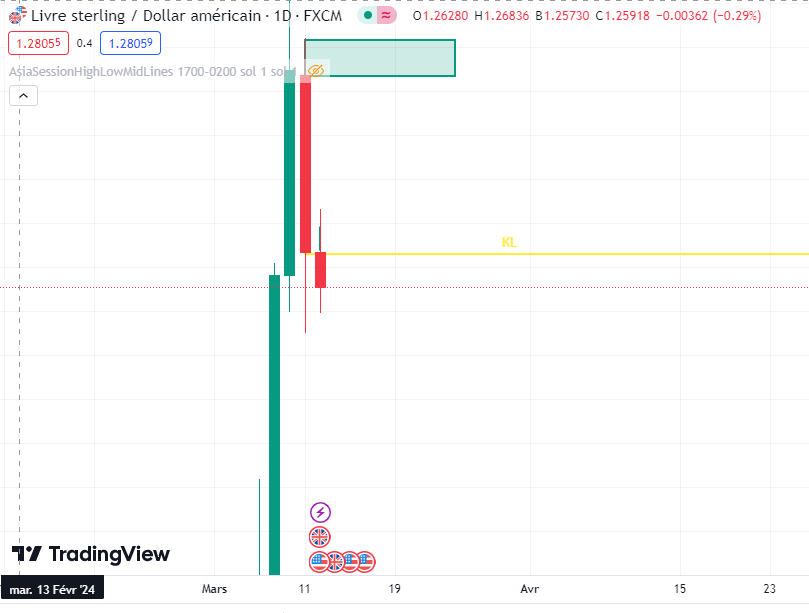 Livre sterling / Dollar américain · 1D · FXCM O1.26280 H1.26836 B1.25730 C1.25918 −0.00362 (−0.29%)
1.28055 0.4 1.28059
AsiaSessionHighLowMidLines 1700-0200 sol 1 sol 1
KL
TradingView
mar. 13 Févr '24 Mars 11 19 Avr 15 23